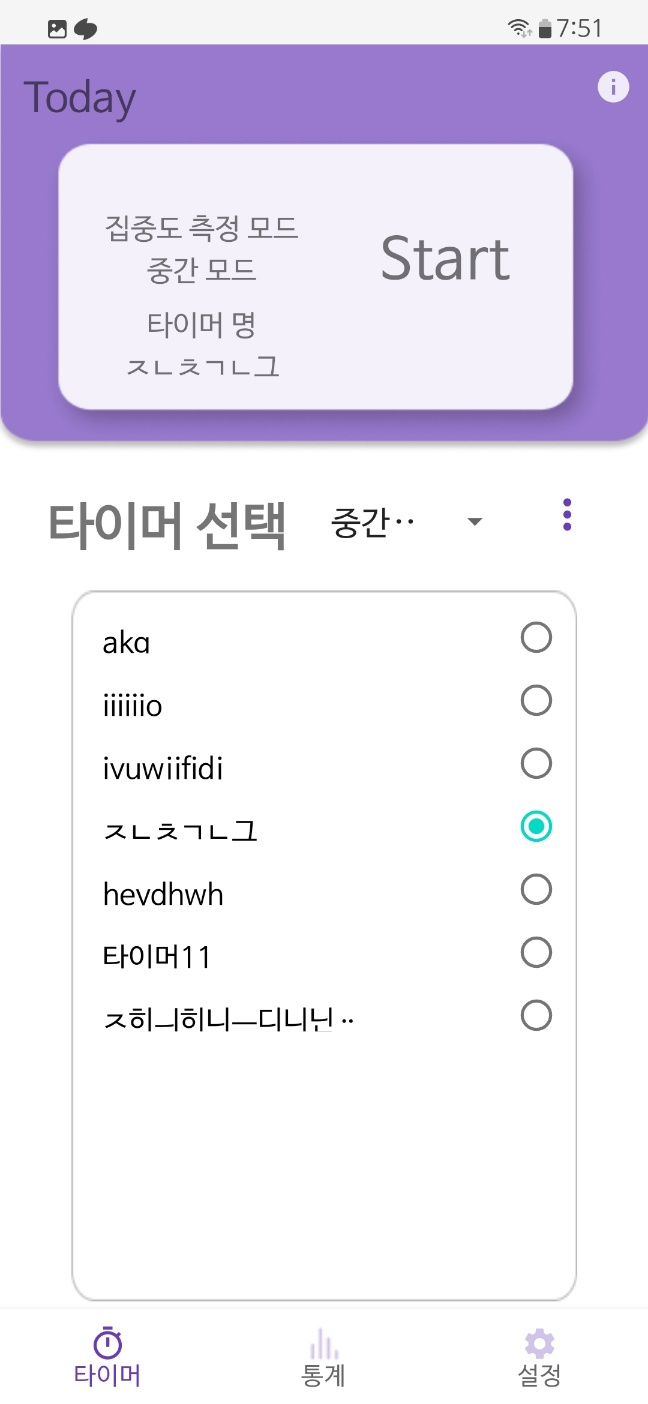 7:51
Today
집중도 측정 모드
중간 모드
Start
타이머 명
ㅈㄴㅊㄱㄴ그
타이머 선택
중간··
aka
iiiiiio
ivuwiifidi
ㅈㄴㅊㄱㄴ그
hevdhwh
타이머11
ㅈ히ㅢ히니ㅡ디니닌··
타이머
통계
설정